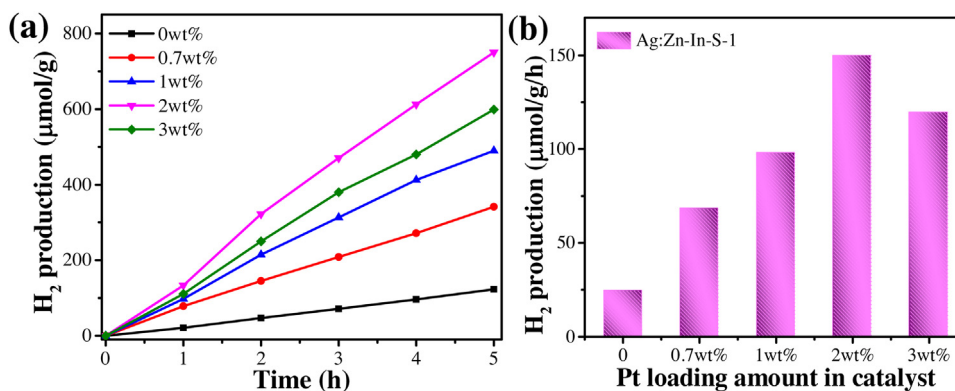 (a)
0wt%
0.7wt%
1wt%
2wt%
3wt%
H₂ production (μmol/g)
800
600
400
200
0
0 1 2 3 4 5
Time (h)
(b)
Ag:Zn-In-S-1
H₂ production (μmol/g/h)
150
100
50
0
0 0.7wt% 1wt% 2wt% 3wt%
Pt loading amount in catalyst